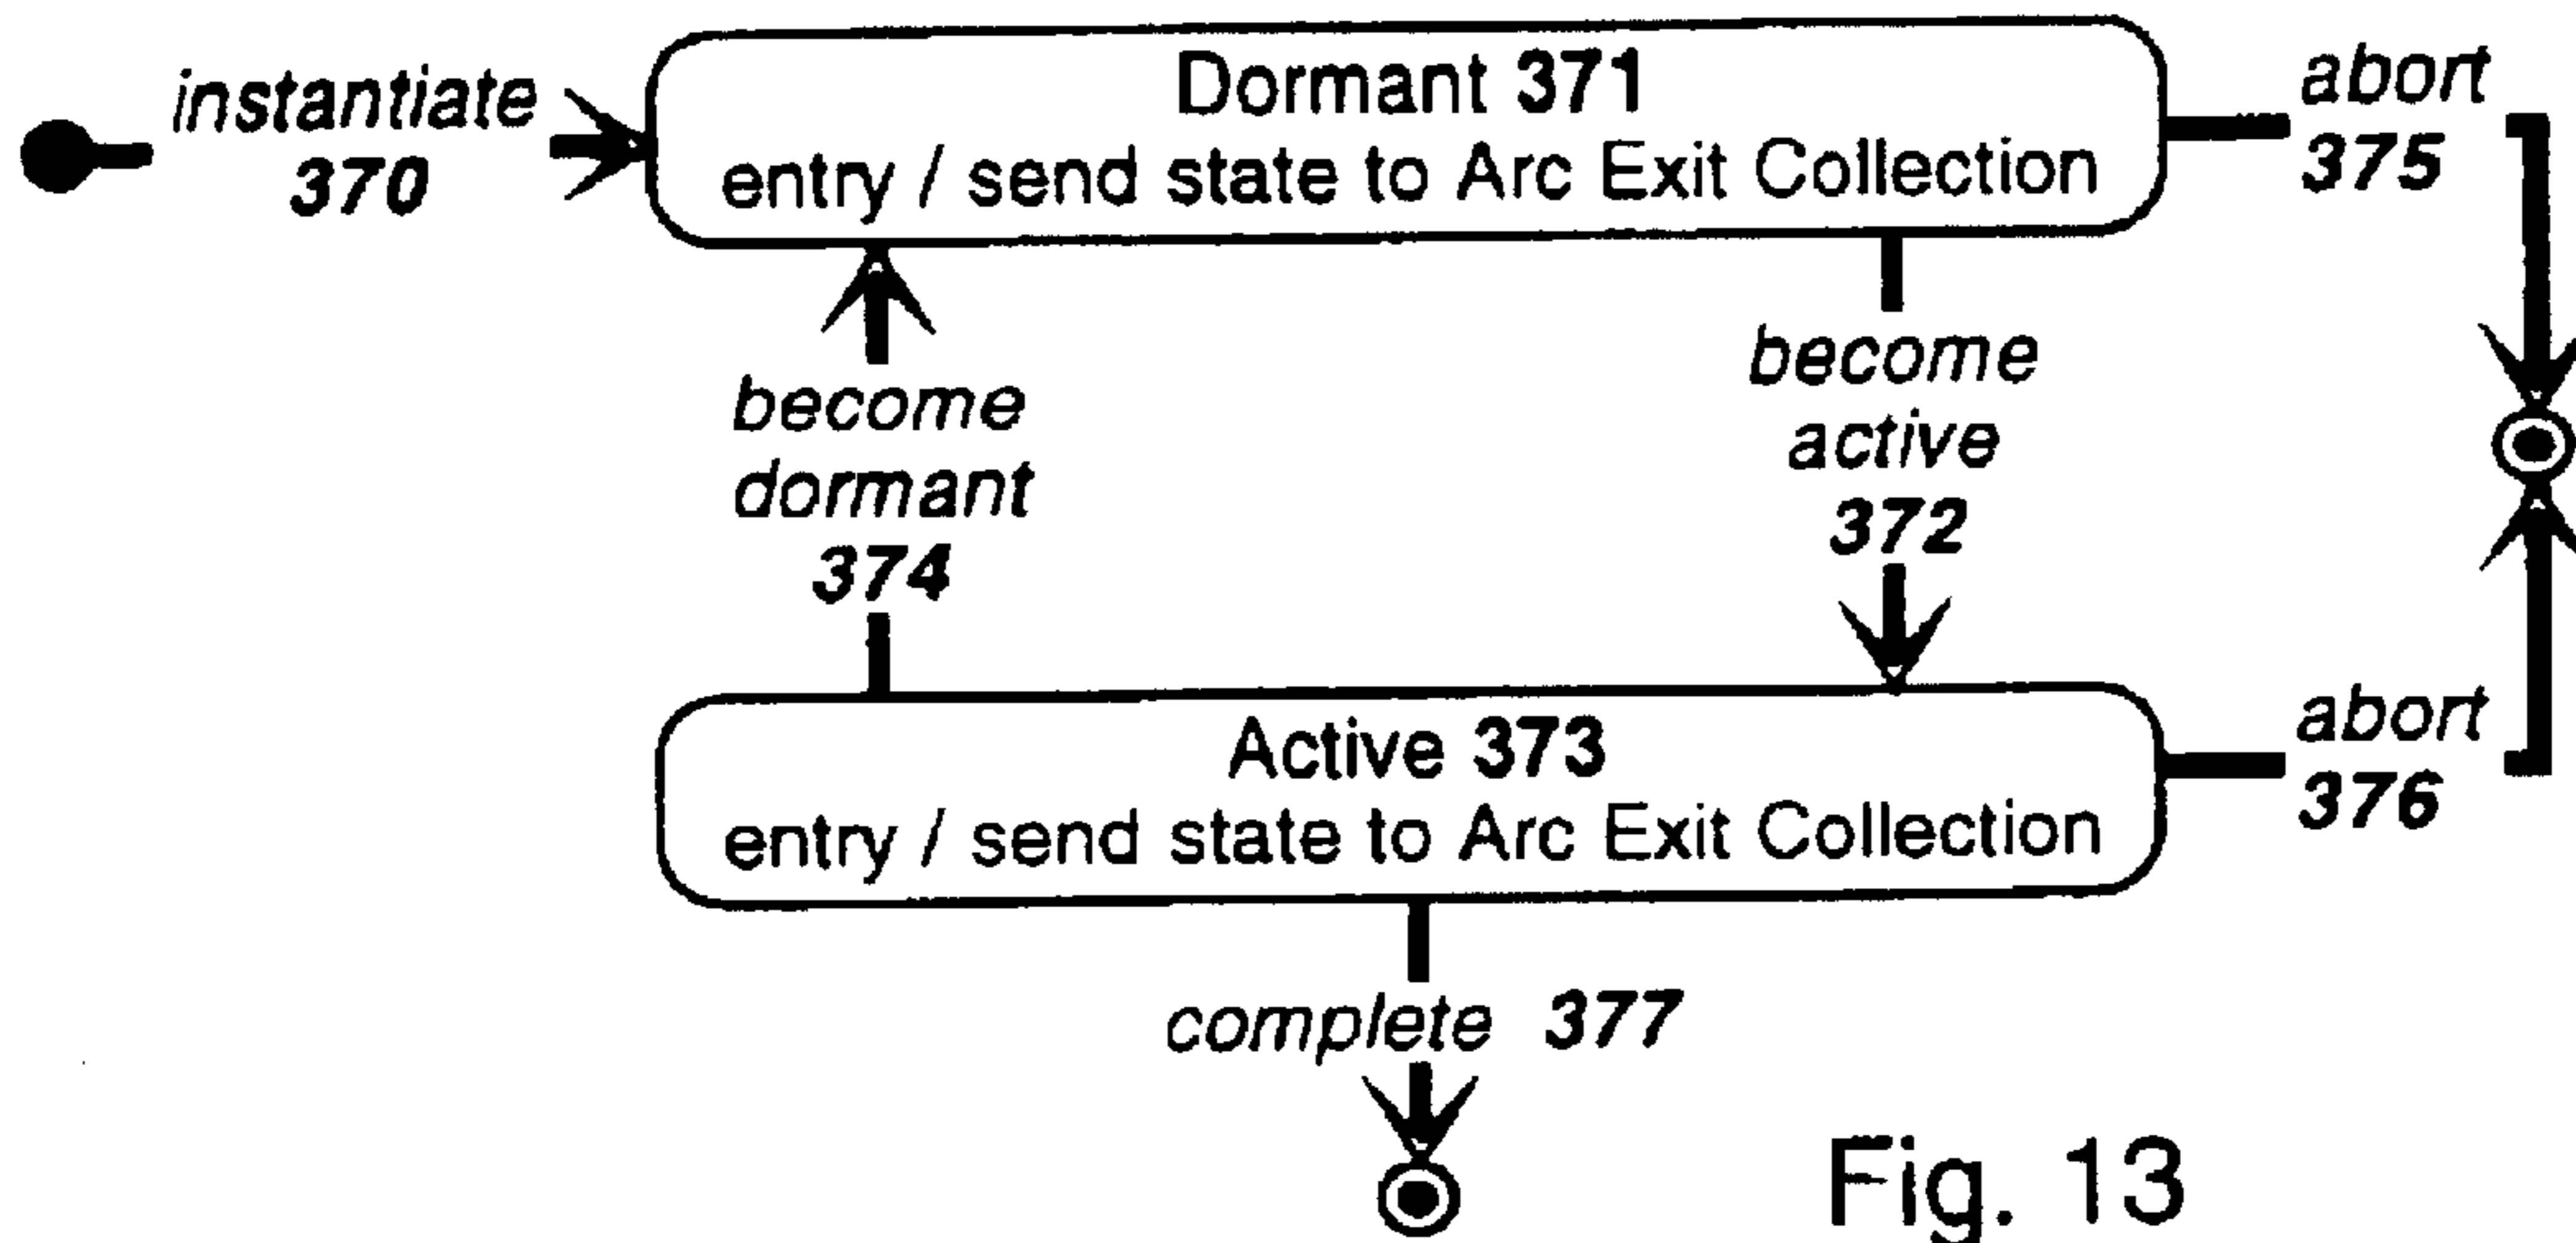 instantiate
370
Dormant 371
entry / send state to Arc Exit Collection
abort
375
become
dormant
374
become
active
372
Active 373
entry / send state to Arc Exit Collection
abort
376
complete 377
Fig. 13